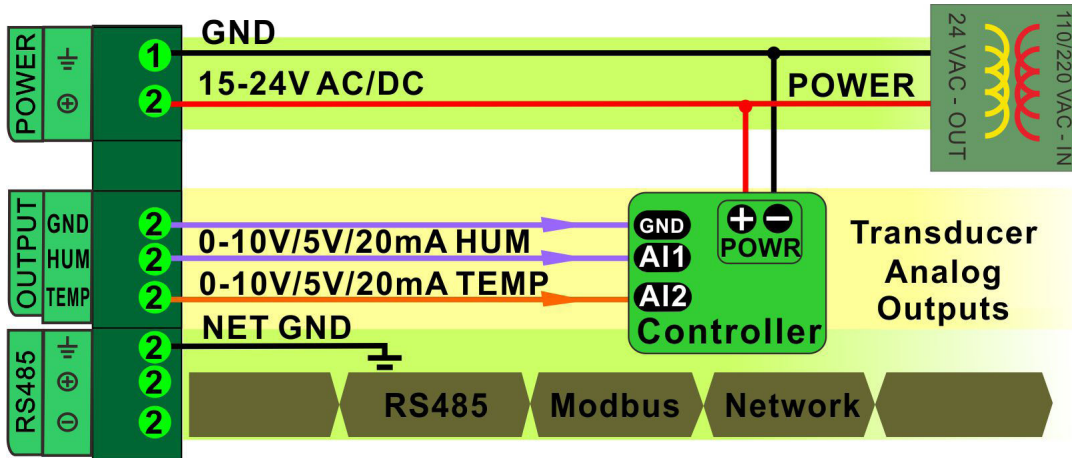 POWER
1
2
GND
15-24V AC/DC
POWER
24 VAC - OUT
110/220 VAC - IN
OUTPUT
GND
HUM
TEMP
2
2
2
0-10V/5V/20mA HUM
0-10V/5V/20mA TEMP
GND
AI1
AI2
POWR
Controller
Transducer
Analog
Outputs
RS485
2
2
2
NET GND
RS485
Modbus
Network